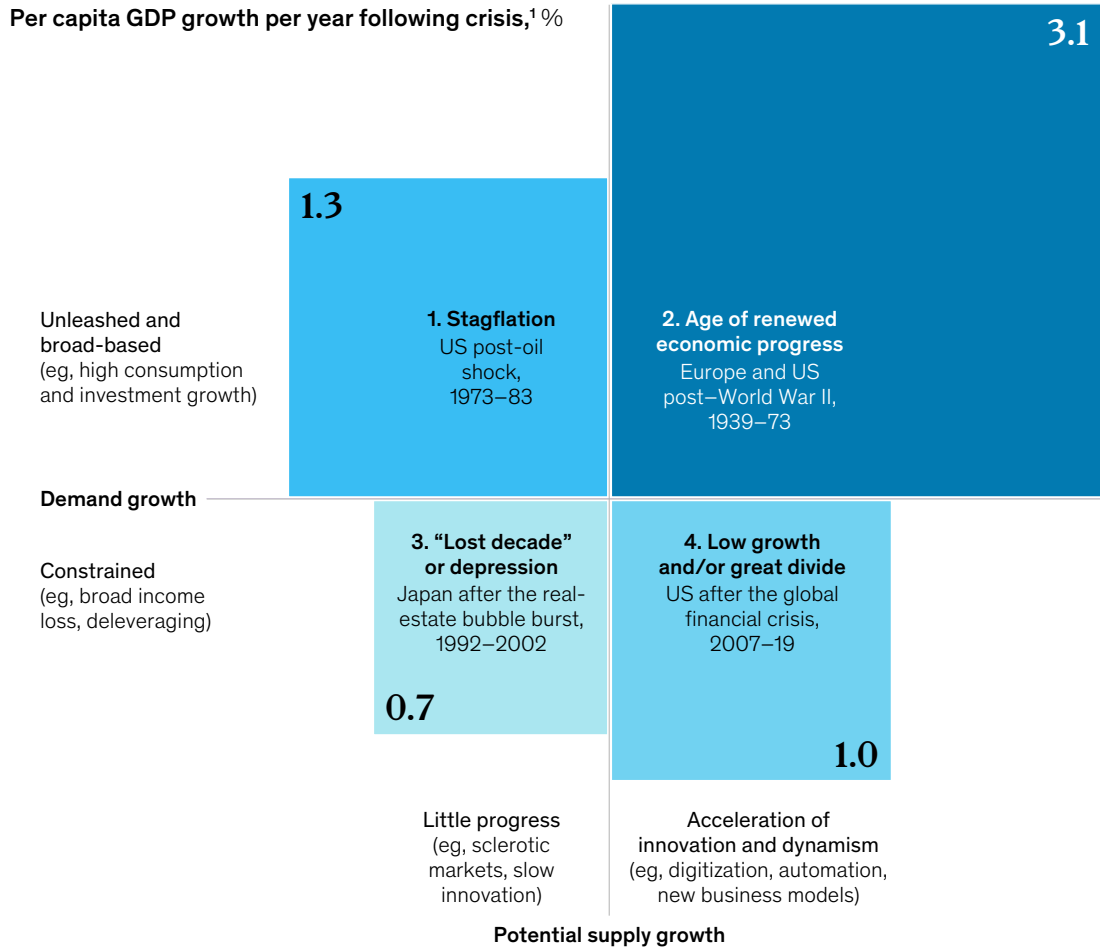 Per capita GDP growth per year following crisis,¹ %
3.1
1.3
Unleashed and
broad-based
(eg, high consumption
and investment growth)
1. Stagflation
US post-oil
shock,
1973–83
2. Age of renewed
economic progress
Europe and US
post–World War II,
1939–73
Demand growth
Constrained
(eg, broad income
loss, deleveraging)
3. “Lost decade”
or depression
Japan after the real-
estate bubble burst,
1992–2002
0.7
4. Low growth
and/or great divide
US after the global
financial crisis,
2007–19
1.0
Little progress
(eg, sclerotic
markets, slow
innovation)
Acceleration of
innovation and dynamism
(eg, digitization, automation,
new business models)
Potential supply growth